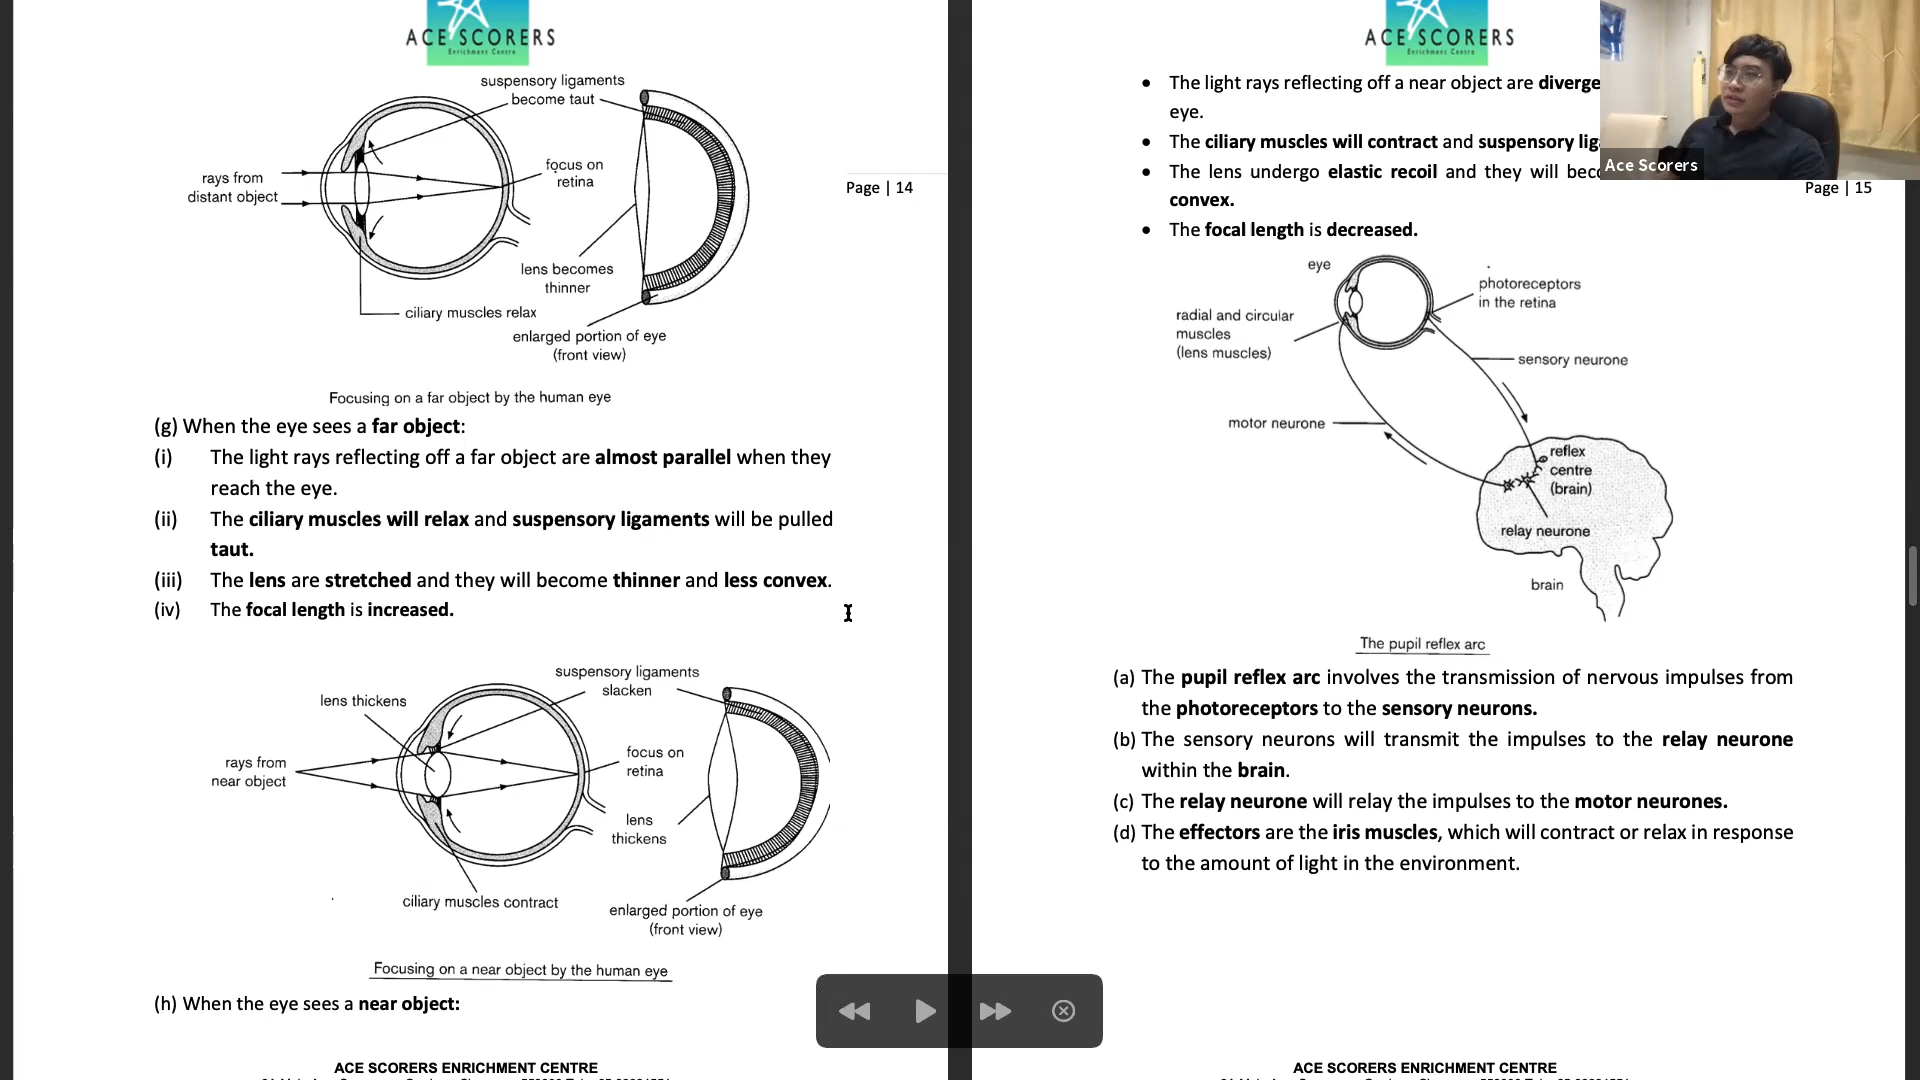 ACE SCORERS
Enrichment Centre
suspensory ligaments
become taut
rays from
distant object
focus on
retina
lens becomes
thinner
ciliary muscles relax
enlarged portion of eye
(front view)
Page | 14
Focusing on a far object by the human eye
(g) When the eye sees a far object:
(i) The light rays reflecting off a far object are almost parallel when they
reach the eye.
(ii) The ciliary muscles will relax and suspensory ligaments will be pulled
taut.
(iii) The lens are stretched and they will become thinner and less convex.
(iv) The focal length is increased.
suspensory ligaments
slacken
lens thickens
rays from
near object
focus on
retina
lens
thickens
ciliary muscles contract
enlarged portion of eye
(front view)
Focusing on a near object by the human eye
(h) When the eye sees a near object:
ACE SCORERS ENRICHMENT CENTRE
ACE SCORERS
Enrichment Centre
• The light rays reflecting off a near object are diverge
eye.
• The ciliary muscles will contract and suspensory lig
• The lens undergo elastic recoil and they will bec
convex.
• The focal length is decreased.
Ace Scorers
Page | 15
eye
photoreceptors
in the retina
radial and circular
muscles
(lens muscles)
sensory neurone
motor neurone
reflex
centre
(brain)
relay neurone
brain
The pupil reflex arc
(a) The pupil reflex arc involves the transmission of nervous impulses from
the photoreceptors to the sensory neurons.
(b) The sensory neurons will transmit the impulses to the relay neurone
within the brain.
(c) The relay neurone will relay the impulses to the motor neurones.
(d) The effectors are the iris muscles, which will contract or relax in response
to the amount of light in the environment.
ACE SCORERS ENRICHMENT CENTRE